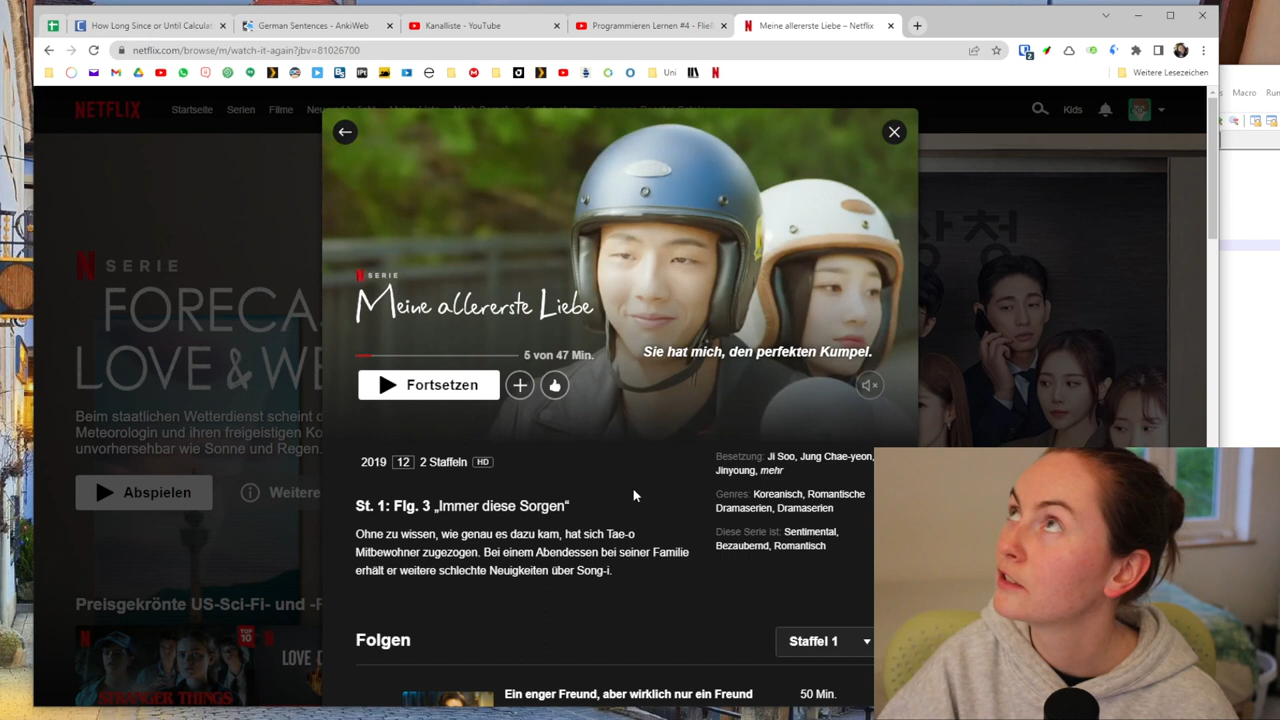 How Long Since or Until Calcula
German Sentences - AnkiWeb
Kanalliste - YouTube
Programmieren Lernen #4 - Fließ
Meine allererste Liebe – Netflix
netflix.com/browse/m/watch-it-again?jbv=81026700
Uni
Weitere Lesezeichen
Macro
Run
NETFLIX
Startseite
Serien
Filme
Kids
SERIE
FORECA
LOVE & WE
Beim staatlichen Wetterdienst scheint d
Meteorologin und ihren freigeistigen Ko
unvorhersehbar wie Sonne und Regen.
Abspielen
Weitere
Preisgekrönte US-Sci-Fi- und -F
TOP
10
STRANGER THINGS
LOVE D
상청
SERIE
Meine allererste Liebe
5 von 47 Min.
Sie hat mich, den perfekten Kumpel.
Fortsetzen
2019 12 2 Staffeln HD
Besetzung: Ji Soo, Jung Chae-yeon,
Jinyoung, mehr
Genres: Koreanisch, Romantische
Dramaserien, Dramaserien
Diese Serie ist: Sentimental,
Bezaubernd, Romantisch
St. 1: Flg. 3 „Immer diese Sorgen“
Ohne zu wissen, wie genau es dazu kam, hat sich Tae-o
Mitbewohner zugezogen. Bei einem Abendessen bei seiner Familie
erhält er weitere schlechte Neuigkeiten über Song-i.
Folgen
Staffel 1
Ein enger Freund, aber wirklich nur ein Freund
50 Min.